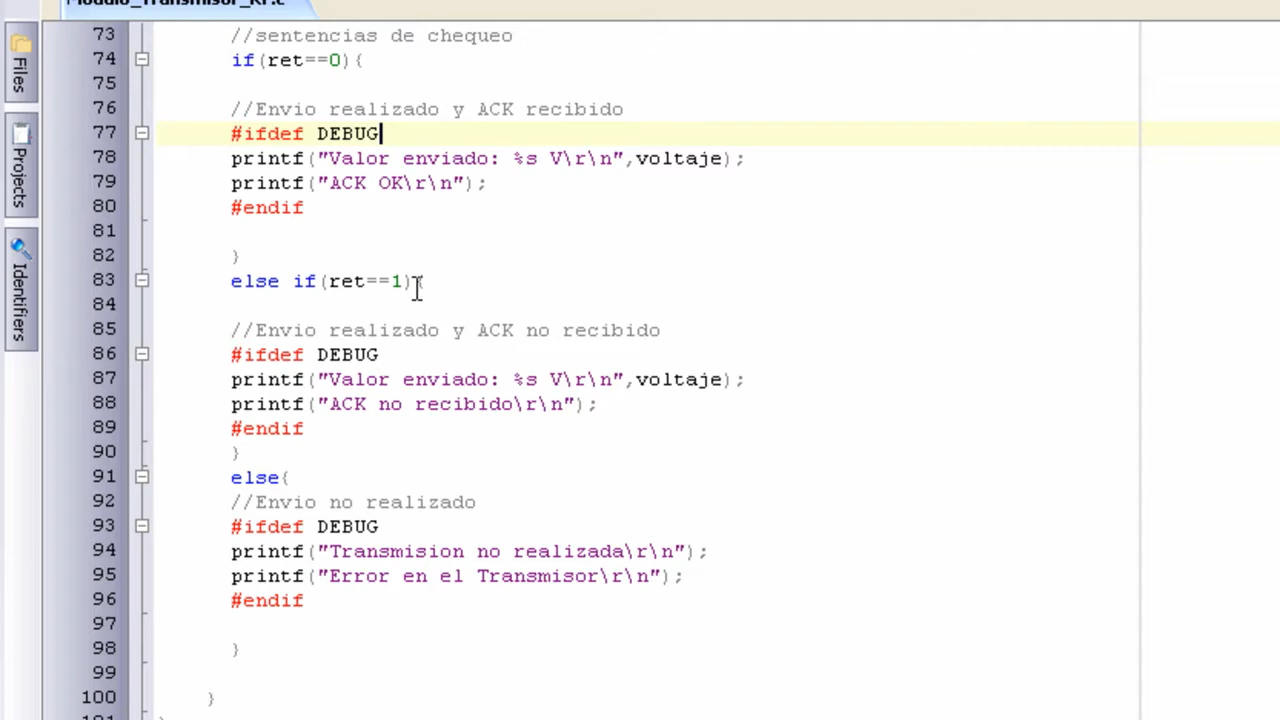 Modulo_Transmisor_RF.c
Files
Projects
Identifiers
73 //sentencias de chequeo
74 if(ret==0){
75
76 //Envio realizado y ACK recibido
77 #ifdef DEBUG
78 printf("Valor enviado: %s V\r\n",voltaje);
79 printf("ACK OK\r\n");
80 #endif
81
82 }
83 else if(ret==1){
84
85 //Envio realizado y ACK no recibido
86 #ifdef DEBUG
87 printf("Valor enviado: %s V\r\n",voltaje);
88 printf("ACK no recibido\r\n");
89 #endif
90 }
91 else{
92 //Envio no realizado
93 #ifdef DEBUG
94 printf("Transmision no realizada\r\n");
95 printf("Error en el Transmisor\r\n");
96 #endif
97
98 }
99
100 }
101 }